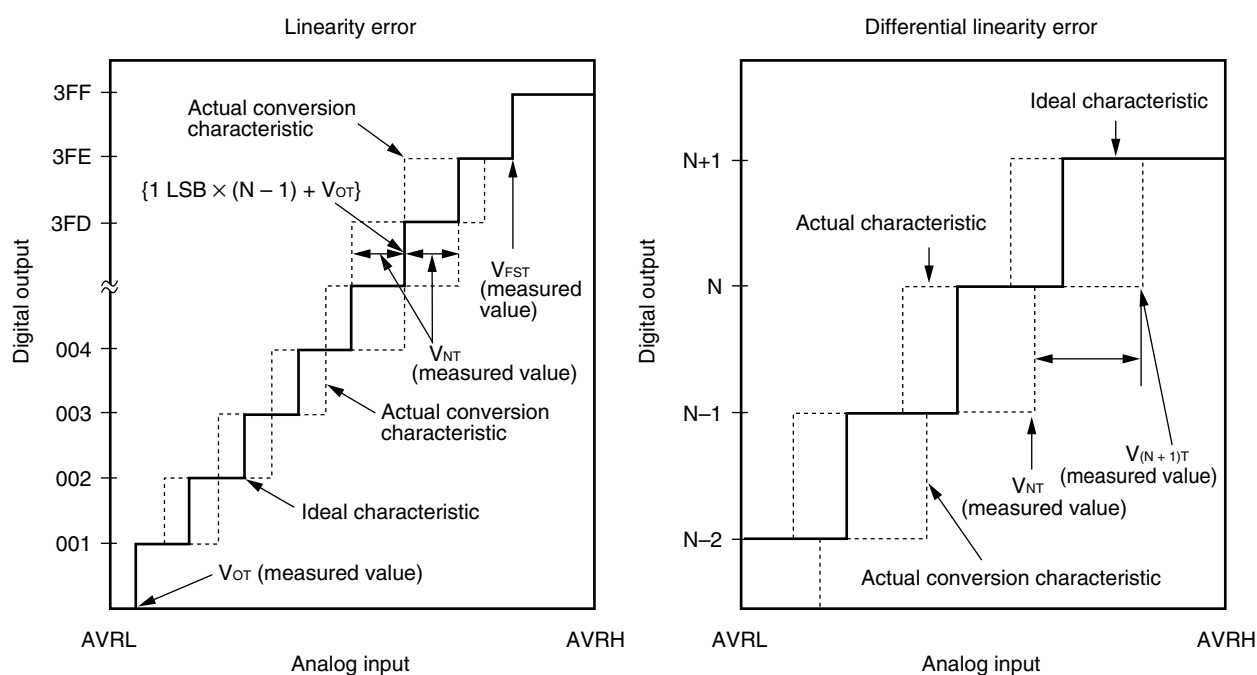 Linearity error
3FF
3FE
3FD
004
003
002
001
Digital output
Actual conversion
characteristic
{1 LSB × (N – 1) + VOT}
VFST
(measured
value)
VNT
(measured value)
Actual conversion
characteristic
Ideal characteristic
VOT (measured value)
AVRL
AVRH
Analog input
Differential linearity error
N+1
N
N–1
N–2
Digital output
Ideal characteristic
Actual characteristic
V(N + 1)T
(measured value)
VNT
(measured value)
Actual conversion characteristic
AVRL
AVRH
Analog input